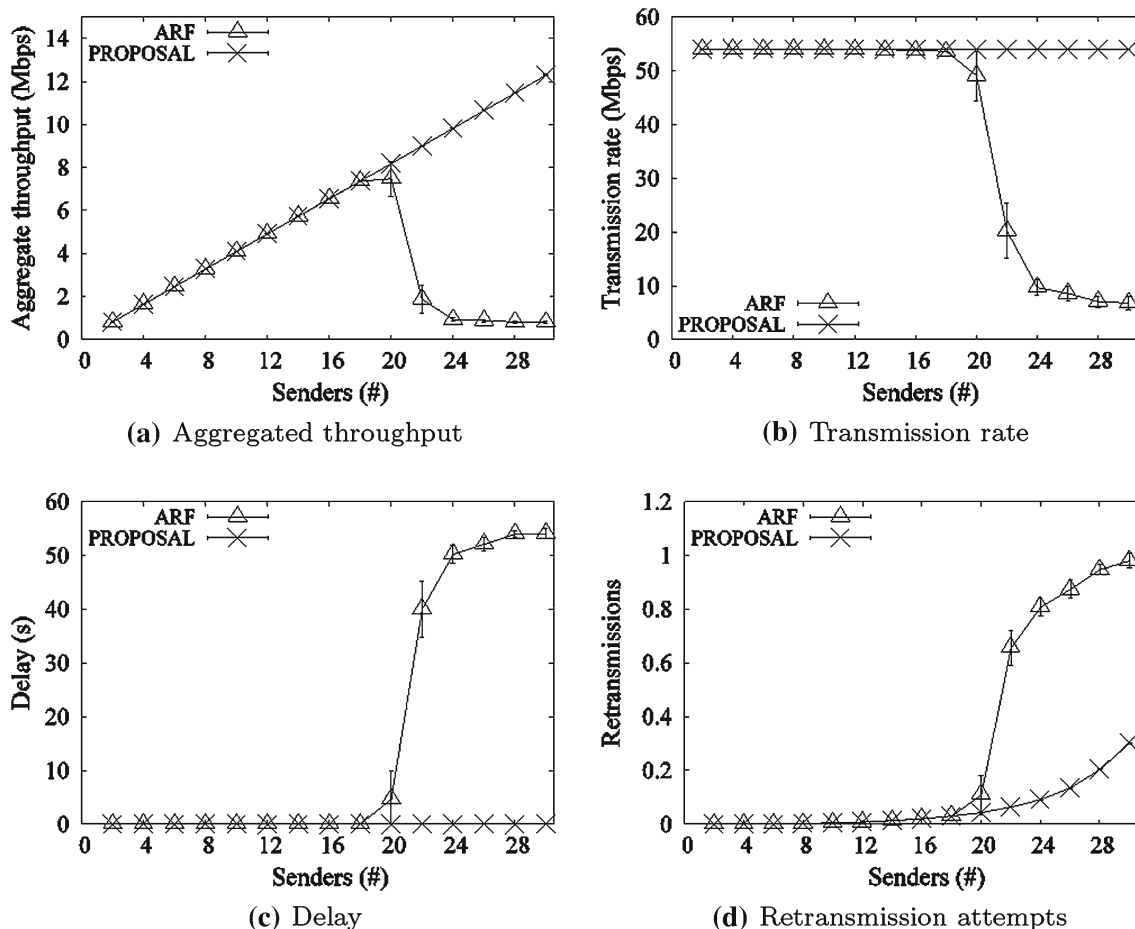 ARF
PROPOSAL
14
12
10
8
6
4
2
0
Aggregate throughput (Mbps)
0 4 8 12 16 20 24 28
Senders (#)
(a) Aggregated throughput
60
50
40
30
20
10
0
Transmission rate (Mbps)
ARF
PROPOSAL
0 4 8 12 16 20 24 28
Senders (#)
(b) Transmission rate
ARF
PROPOSAL
60
50
40
30
20
10
0
Delay (s)
0 4 8 12 16 20 24 28
Senders (#)
(c) Delay
ARF
PROPOSAL
1.2
1
0.8
0.6
0.4
0.2
0
Retransmissions
0 4 8 12 16 20 24 28
Senders (#)
(d) Retransmission attempts